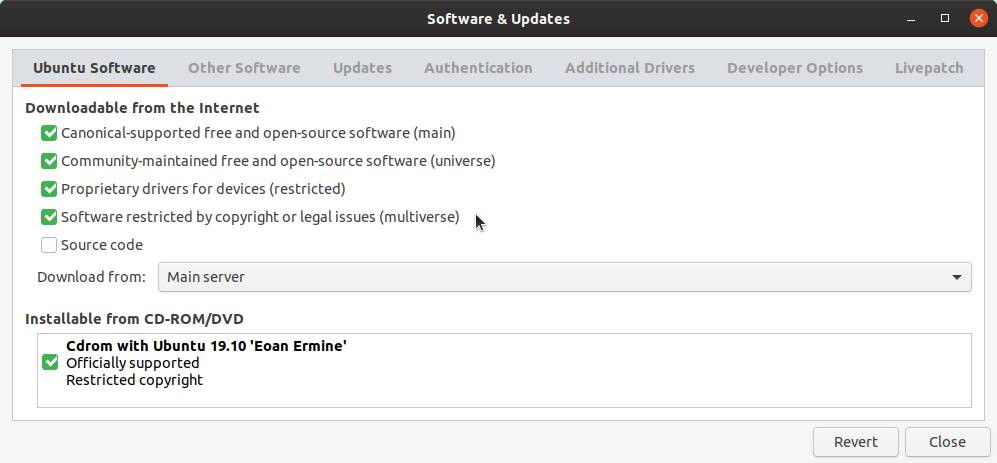 Software & Updates
Ubuntu Software Other Software Updates Authentication Additional Drivers Developer Options Livepatch
Downloadable from the Internet
Canonical-supported free and open-source software (main)
Community-maintained free and open-source software (universe)
Proprietary drivers for devices (restricted)
Software restricted by copyright or legal issues (multiverse)
Source code
Download from: Main server
Installable from CD-ROM/DVD
Cdrom with Ubuntu 19.10 'Eoan Ermine'
Officially supported
Restricted copyright
Revert Close